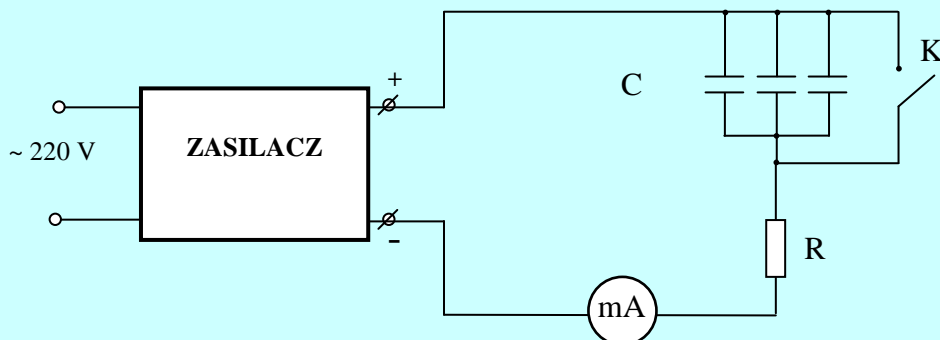 +
K
C
ZASILACZ
~ 220 V
-
R
mA